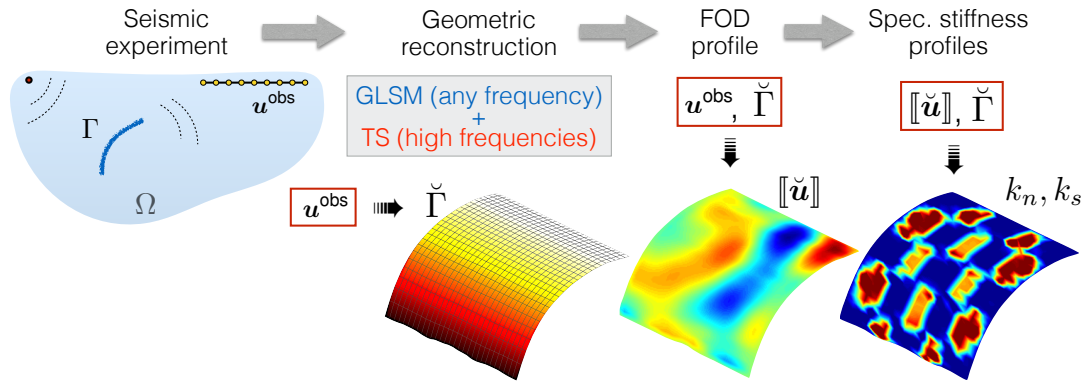 Seismic experiment
Geometric reconstruction
FOD profile
Spec. stiffness profiles
u^obs
Γ
Ω
GLSM (any frequency)
+
TS (high frequencies)
u^obs
Γ̆
u^obs, Γ̆
⟦ŭ⟧
⟦ŭ⟧, Γ̆
k_n, k_s